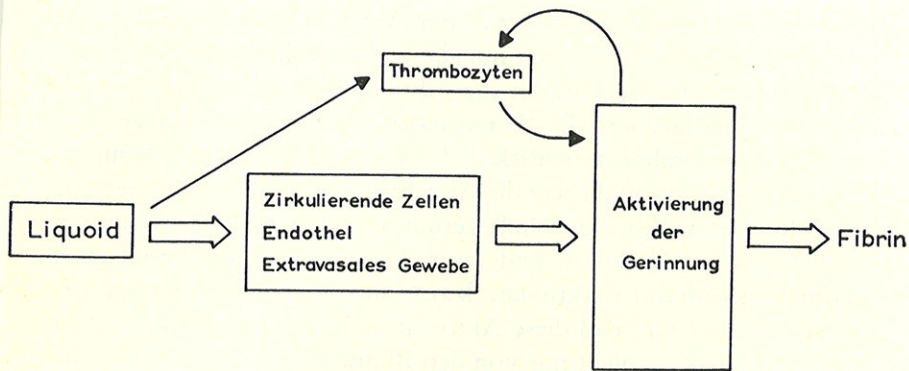 Thrombozyten
Liquoid
Zirkulierende Zellen
Endothel
Extravasales Gewebe
Aktivierung
der
Gerinnung
Fibrin